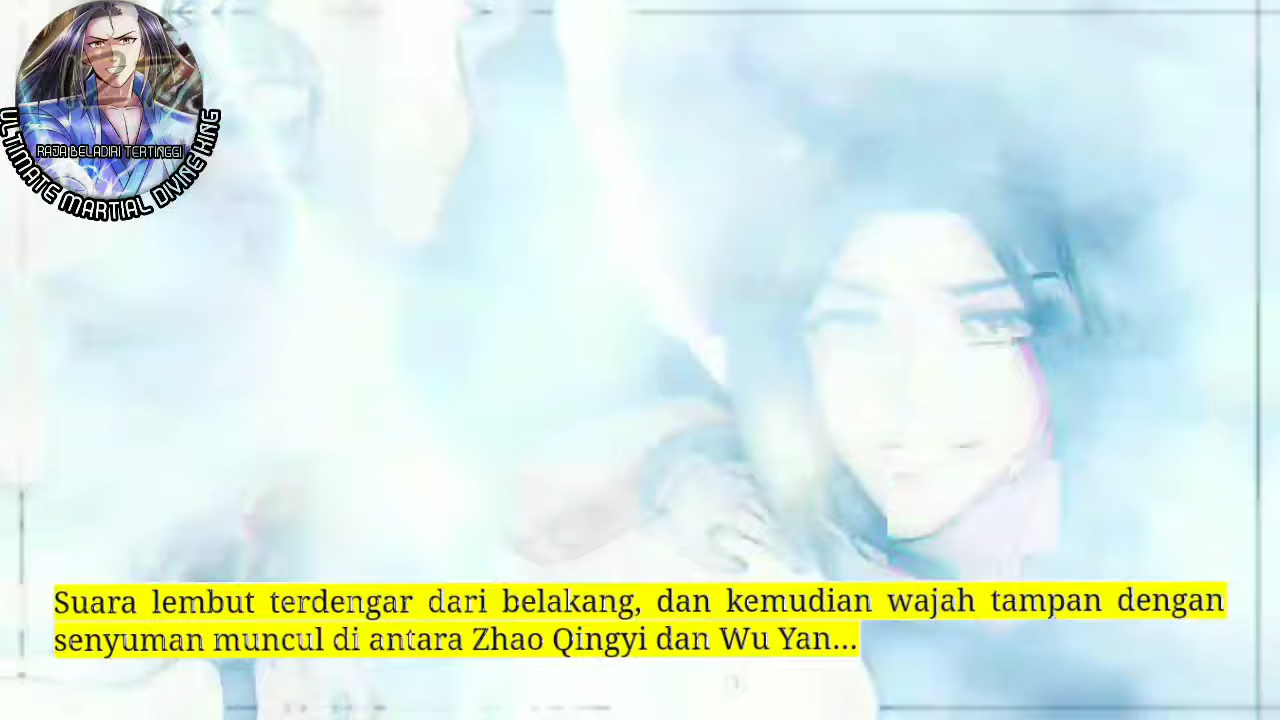 RAJA BELADIRI TERTINGGI
ULTIMATE MARTIAL DIVINE KING
Suara lembut terdengar dari belakang, dan kemudian wajah tampan dengan
senyuman muncul di antara Zhao Qingyi dan Wu Yan...